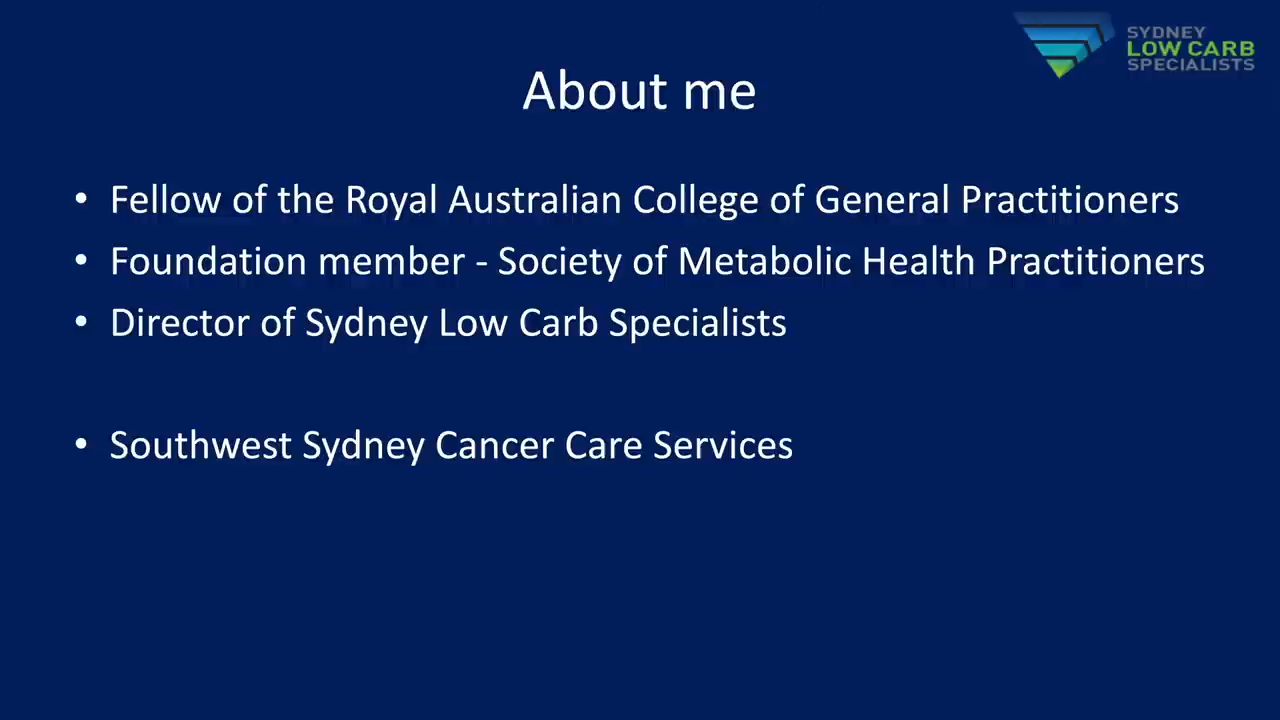 SYDNEY
LOW CARB
SPECIALISTS
About me
• Fellow of the Royal Australian College of General Practitioners
• Foundation member - Society of Metabolic Health Practitioners
• Director of Sydney Low Carb Specialists
• Southwest Sydney Cancer Care Services